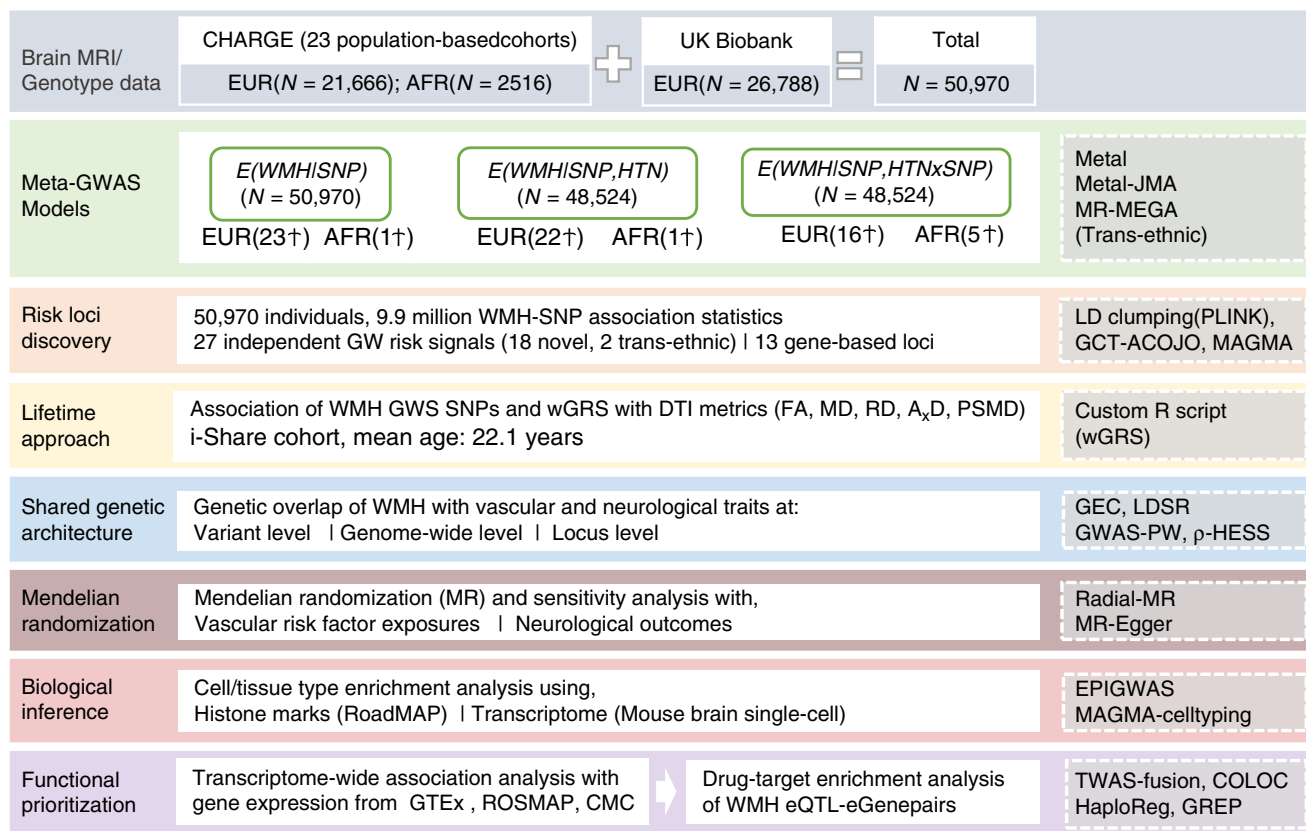 Brain MRI/
Genotype data
CHARGE (23 population-basedcohorts)
EUR(N = 21,666); AFR(N = 2516)
UK Biobank
EUR(N = 26,788)
Total
N = 50,970
Meta-GWAS
Models
E(WMH|SNP)
(N = 50,970)
EUR(23†) AFR(1†)
E(WMH|SNP,HTN)
(N = 48,524)
EUR(22†) AFR(1†)
E(WMH|SNP,HTNxSNP)
(N = 48,524)
EUR(16†) AFR(5†)
Metal
Metal-JMA
MR-MEGA
(Trans-ethnic)
Risk loci
discovery
50,970 individuals, 9.9 million WMH-SNP association statistics
27 independent GW risk signals (18 novel, 2 trans-ethnic) | 13 gene-based loci
LD clumping(PLINK),
GCT-ACOJO, MAGMA
Lifetime
approach
Association of WMH GWS SNPs and wGRS with DTI metrics (FA, MD, RD, AxD, PSMD)
i-Share cohort, mean age: 22.1 years
Custom R script
(wGRS)
Shared genetic
architecture
Genetic overlap of WMH with vascular and neurological traits at:
Variant level | Genome-wide level | Locus level
GEC, LDSR
GWAS-PW, ρ-HESS
Mendelian
randomization
Mendelian randomization (MR) and sensitivity analysis with,
Vascular risk factor exposures | Neurological outcomes
Radial-MR
MR-Egger
Biological
inference
Cell/tissue type enrichment analysis using,
Histone marks (RoadMAP) | Transcriptome (Mouse brain single-cell)
EPIGWAS
MAGMA-celltyping
Functional
prioritization
Transcriptome-wide association analysis with
gene expression from GTEx , ROSMAP, CMC
Drug-target enrichment analysis
of WMH eQTL-eGenepairs
TWAS-fusion, COLOC
HaploReg, GREP